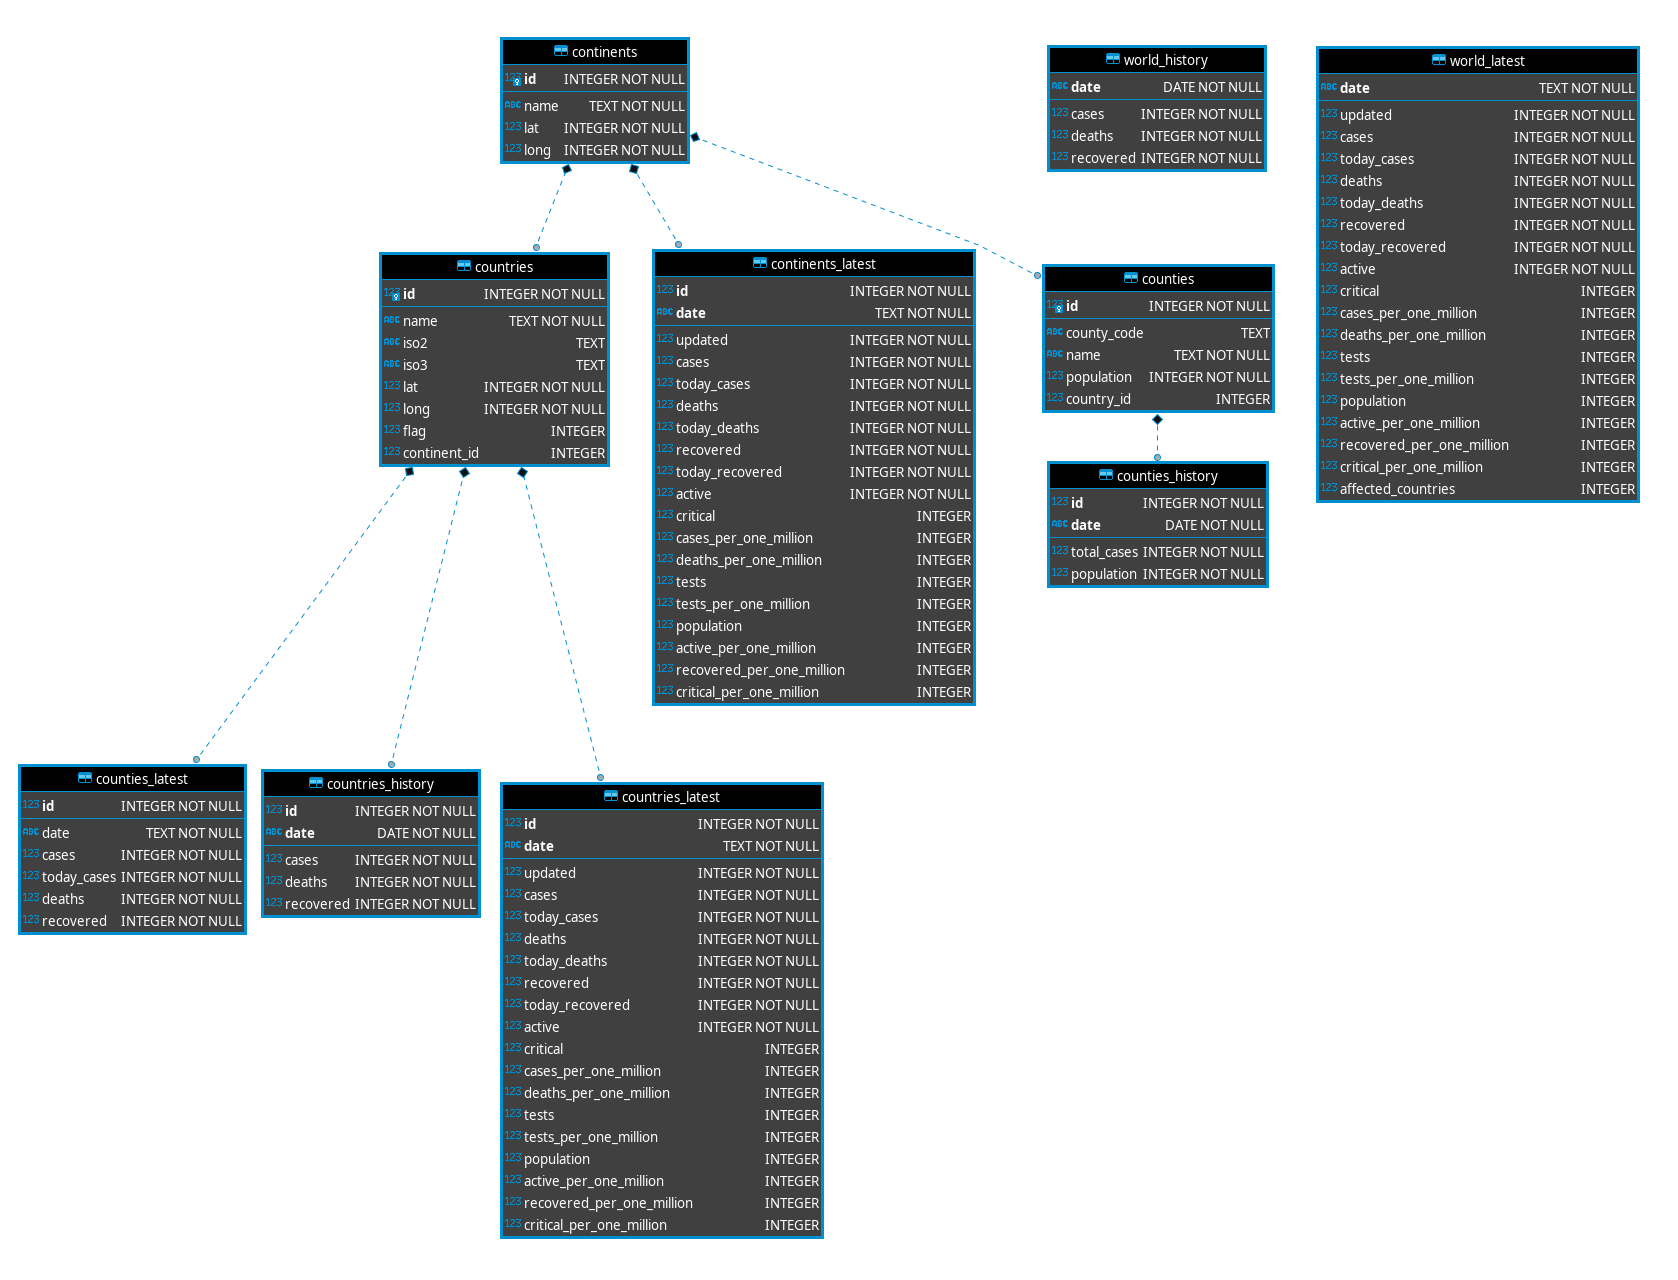 continents
123 id INTEGER NOT NULL
ABC name TEXT NOT NULL
123 lat INTEGER NOT NULL
123 long INTEGER NOT NULL
world_history
ABC date DATE NOT NULL
123 cases INTEGER NOT NULL
123 deaths INTEGER NOT NULL
123 recovered INTEGER NOT NULL
world_latest
ABC date TEXT NOT NULL
123 updated INTEGER NOT NULL
123 cases INTEGER NOT NULL
123 today_cases INTEGER NOT NULL
123 deaths INTEGER NOT NULL
123 today_deaths INTEGER NOT NULL
123 recovered INTEGER NOT NULL
123 today_recovered INTEGER NOT NULL
123 active INTEGER NOT NULL
123 critical INTEGER
123 cases_per_one_million INTEGER
123 deaths_per_one_million INTEGER
123 tests INTEGER
123 tests_per_one_million INTEGER
123 population INTEGER
123 active_per_one_million INTEGER
123 recovered_per_one_million INTEGER
123 critical_per_one_million INTEGER
123 affected_countries INTEGER
countries
123 id INTEGER NOT NULL
ABC name TEXT NOT NULL
ABC iso2 TEXT
ABC iso3 TEXT
123 lat INTEGER NOT NULL
123 long INTEGER NOT NULL
123 flag INTEGER
123 continent_id INTEGER
continents_latest
123 id INTEGER NOT NULL
ABC date TEXT NOT NULL
123 updated INTEGER NOT NULL
123 cases INTEGER NOT NULL
123 today_cases INTEGER NOT NULL
123 deaths INTEGER NOT NULL
123 today_deaths INTEGER NOT NULL
123 recovered INTEGER NOT NULL
123 today_recovered INTEGER NOT NULL
123 active INTEGER NOT NULL
123 critical INTEGER
123 cases_per_one_million INTEGER
123 deaths_per_one_million INTEGER
123 tests INTEGER
123 tests_per_one_million INTEGER
123 population INTEGER
123 active_per_one_million INTEGER
123 recovered_per_one_million INTEGER
123 critical_per_one_million INTEGER
counties
123 id INTEGER NOT NULL
ABC county_code TEXT
ABC name TEXT NOT NULL
123 population INTEGER NOT NULL
123 country_id INTEGER
counties_history
123 id INTEGER NOT NULL
ABC date DATE NOT NULL
123 total_cases INTEGER NOT NULL
123 population INTEGER NOT NULL
counties_latest
123 id INTEGER NOT NULL
ABC date TEXT NOT NULL
123 cases INTEGER NOT NULL
123 today_cases INTEGER NOT NULL
123 deaths INTEGER NOT NULL
123 recovered INTEGER NOT NULL
countries_history
123 id INTEGER NOT NULL
ABC date DATE NOT NULL
123 cases INTEGER NOT NULL
123 deaths INTEGER NOT NULL
123 recovered INTEGER NOT NULL
countries_latest
123 id INTEGER NOT NULL
ABC date TEXT NOT NULL
123 updated INTEGER NOT NULL
123 cases INTEGER NOT NULL
123 today_cases INTEGER NOT NULL
123 deaths INTEGER NOT NULL
123 today_deaths INTEGER NOT NULL
123 recovered INTEGER NOT NULL
123 today_recovered INTEGER NOT NULL
123 active INTEGER NOT NULL
123 critical INTEGER
123 cases_per_one_million INTEGER
123 deaths_per_one_million INTEGER
123 tests INTEGER
123 tests_per_one_million INTEGER
123 population INTEGER
123 active_per_one_million INTEGER
123 recovered_per_one_million INTEGER
123 critical_per_one_million INTEGER